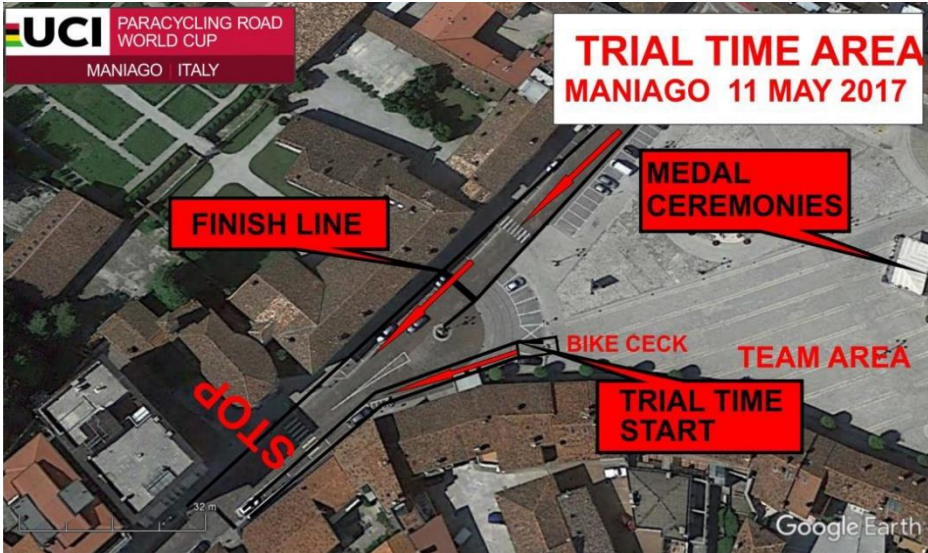 UCI
PARACYCLING ROAD
WORLD CUP
MANIAGO | ITALY
TRIAL TIME AREA
MANIAGO 11 MAY 2017
MEDAL
CEREMONIES
FINISH LINE
BIKE CECK
TEAM AREA
TRIAL TIME
START
STOP
32 m
Google Earth